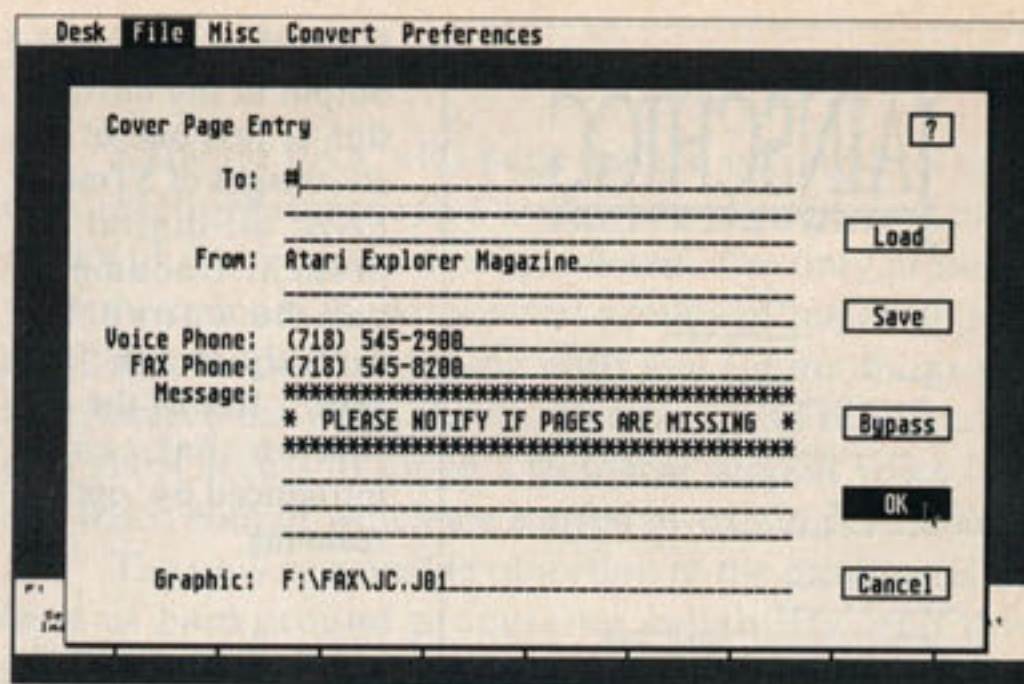 Desk File Misc Convert Preferences
Cover Page Entry
?
To: #
Load
From: Atari Explorer Magazine
Save
Voice Phone: (718) 545-2900
FAX Phone: (718) 545-8200
Message: ******************************************
* PLEASE NOTIFY IF PAGES ARE MISSING *
******************************************
Bypass
OK
Graphic: F:\FAX\JC.J01
Cancel